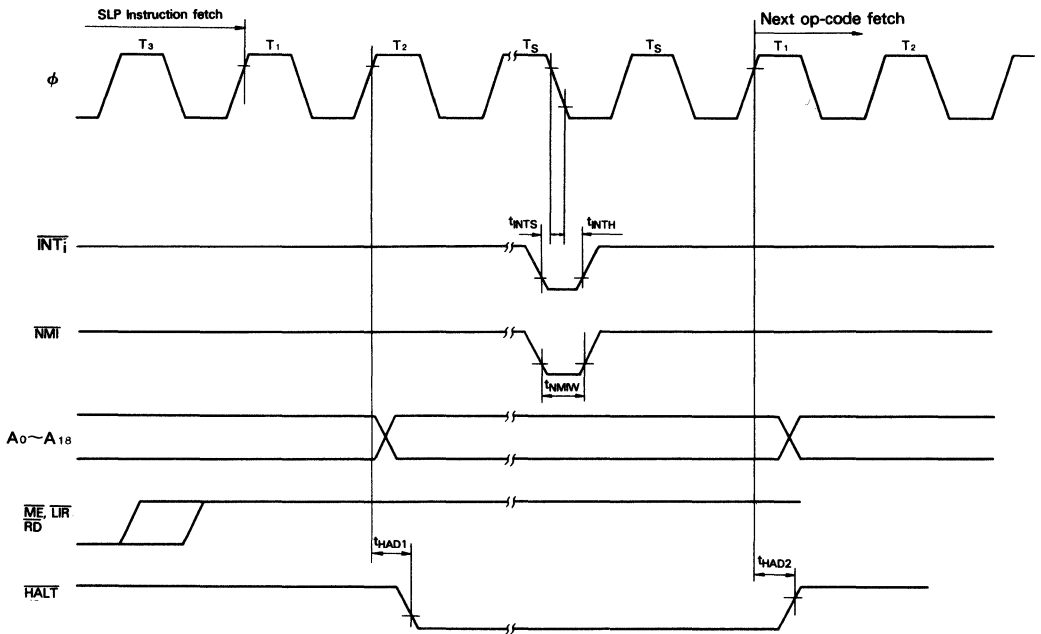 SLP Instruction fetch
Next op-code fetch
T3 T1 T2 TS TS T1 T2
ϕ
tINTS tINTH
INTi
NMI
tNMIW
A0~A18
ME, LIR
RD
tHAD1 tHAD2
HALT